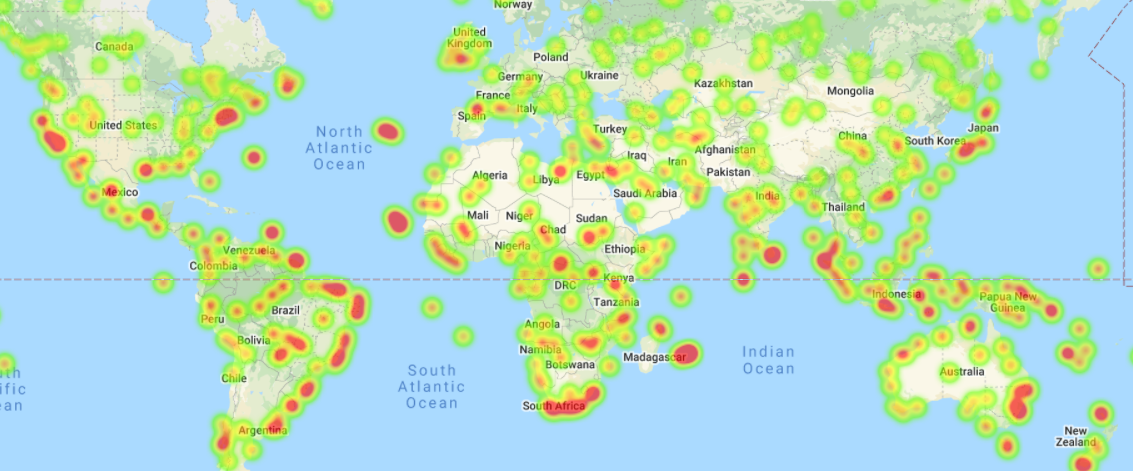 Norway
United
Kingdom
Canada
Poland
Germany
Ukraine
Kazakhstan
Mongolia
France
Italy
Spain
United States
Turkey
China
South Korea
Japan
North
Atlantic
Ocean
Iraq
Iran
Afghanistan
Pakistan
Algeria
Libya
Egypt
Saudi Arabia
India
Mexico
Mali
Niger
Chad
Sudan
Thailand
Nigeria
Ethiopia
Venezuela
Colombia
DRC
Kenya
Indonesia
Papua New
Guinea
Tanzania
Brazil
Peru
Angola
Bolivia
Namibia
Botswana
Madagascar
Indian
Ocean
Australia
South
Atlantic
Ocean
Chile
South Africa
Argentina
New
Zealand
th
ific
ean